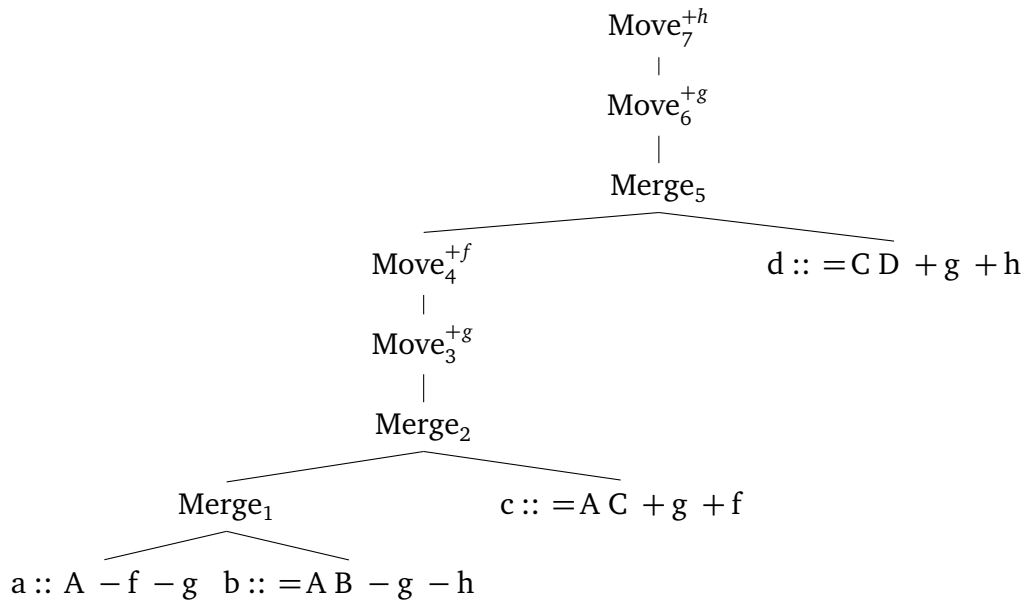 Move₇⁺ʰ
Move₆⁺ᵍ
Merge₅
Move₄⁺ᶠ d :: =C D +g +h
Move₃⁺ᵍ
Merge₂
Merge₁ c :: =A C +g +f
a :: A −f −g b :: =A B −g −h